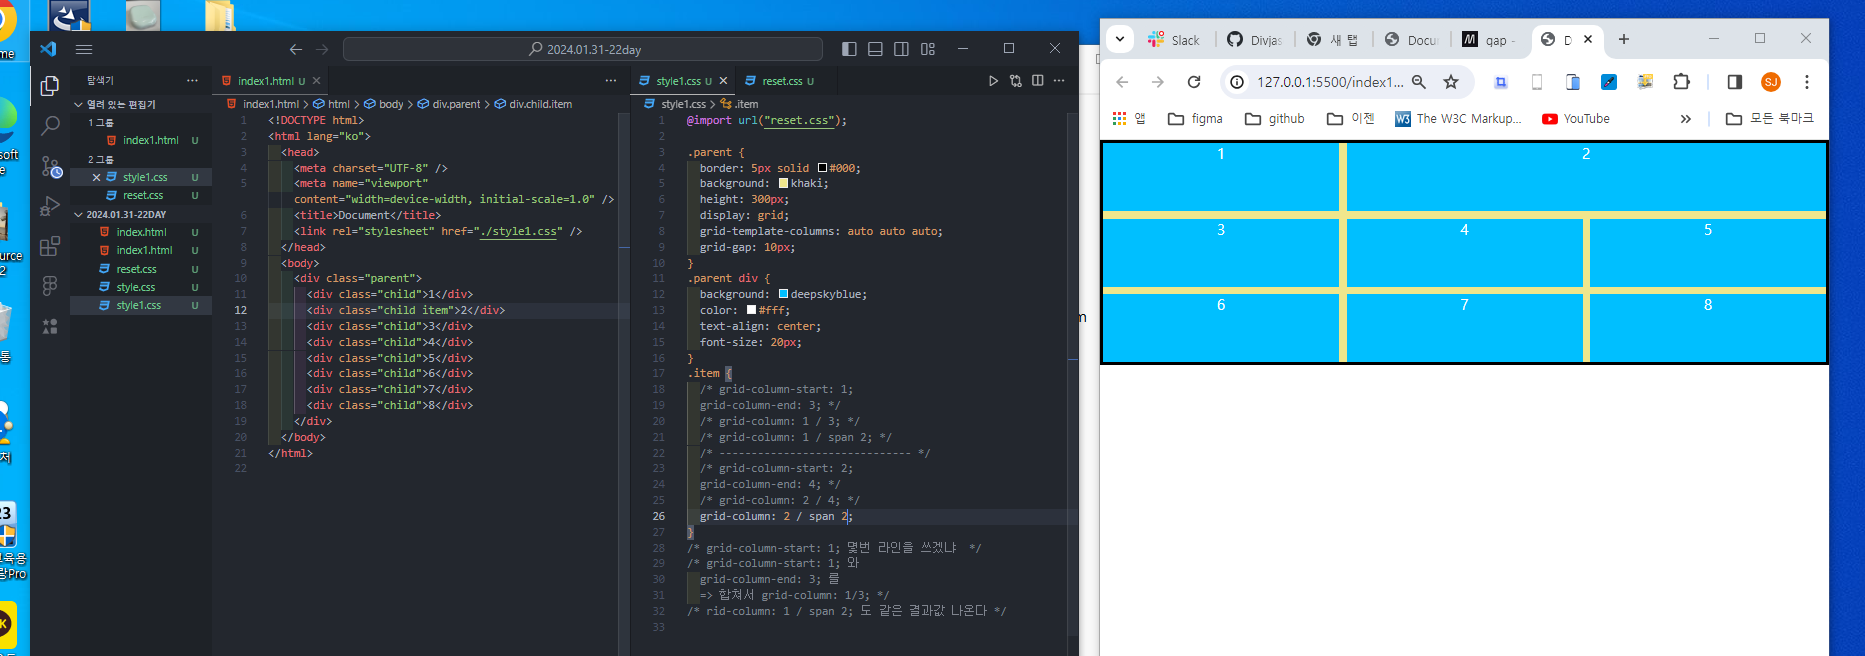 ome
soft
e
ource
2
통
저
23
교육용
랑Pro
K
2024.01.31-22day
탐색기
열려 있는 편집기
1 그룹
index1.html U
2 그룹
style1.css U
reset.css U
2024.01.31-22DAY
index.html U
index1.html U
reset.css U
style.css U
style1.css U
index1.html U
index1.html > html > body > div.parent > div.child.item
1 <!DOCTYPE html>
2 <html lang="ko">
3 <head>
4 <meta charset="UTF-8" />
5 <meta name="viewport"
content="width=device-width, initial-scale=1.0" />
6 <title>Document</title>
7 <link rel="stylesheet" href="./style1.css" />
8 </head>
9 <body>
10 <div class="parent">
11 <div class="child">1</div>
12 <div class="child item">2</div>
13 <div class="child">3</div>
14 <div class="child">4</div>
15 <div class="child">5</div>
16 <div class="child">6</div>
17 <div class="child">7</div>
18 <div class="child">8</div>
19 </div>
20 </body>
21 </html>
22
style1.css U
reset.css U
style1.css > .item
1 @import url("reset.css");
2
3 .parent {
4 border: 5px solid #000;
5 background: khaki;
6 height: 300px;
7 display: grid;
8 grid-template-columns: auto auto auto;
9 grid-gap: 10px;
10 }
11 .parent div {
12 background: deepskyblue;
13 color: #fff;
14 text-align: center;
15 font-size: 20px;
16 }
17 .item {
18 /* grid-column-start: 1;
19 grid-column-end: 3; */
20 /* grid-column: 1 / 3; */
21 /* grid-column: 1 / span 2; */
22 /* ------------------------------ */
23 /* grid-column-start: 2;
24 grid-column-end: 4; */
25 /* grid-column: 2 / 4; */
26 grid-column: 2 / span 2;
27 }
28 /* grid-column-start: 1; 몇번 라인을 쓰겠냐 */
29 /* grid-column-start: 1; 와
30 grid-column-end: 3; 를
31 => 합쳐서 grid-column: 1/3; */
32 /* rid-column: 1 / span 2; 도 같은 결과값 나온다 */
33
m
Slack
Divjas
새 탭
Docu
qap -
D
127.0.0.1:5500/index1...
SJ
앱
figma
github
이젠
W3
The W3C Markup...
YouTube
모든 북마크
1
2
3
4
5
6
7
8